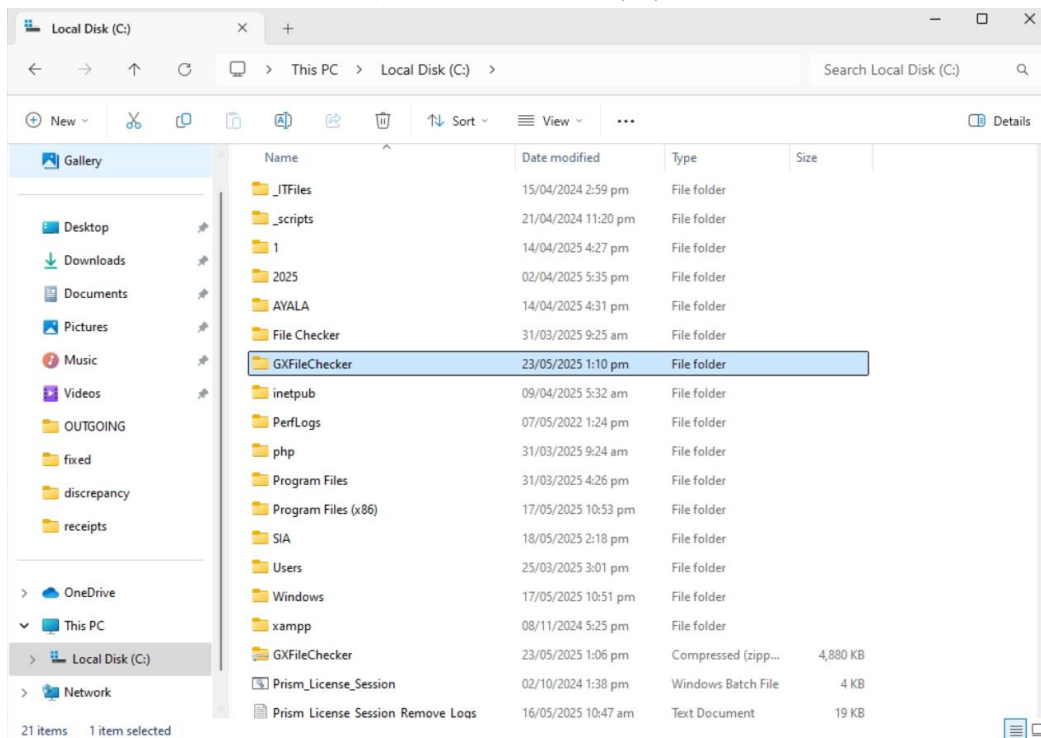 Local Disk (C:)
This PC > Local Disk (C:) >
Search Local Disk (C:)
New
Sort
View
Details
Gallery
Desktop
Downloads
Documents
Pictures
Music
Videos
OUTGOING
fixed
discrepancy
receipts
OneDrive
This PC
Local Disk (C:)
Network
Name Date modified Type Size
_ITFiles 15/04/2024 2:59 pm File folder
_scripts 21/04/2024 11:20 pm File folder
1 14/04/2025 4:27 pm File folder
2025 02/04/2025 5:35 pm File folder
AYALA 14/04/2025 4:31 pm File folder
File Checker 31/03/2025 9:25 am File folder
GXFileChecker 23/05/2025 1:10 pm File folder
inetpub 09/04/2025 5:32 am File folder
PerfLogs 07/05/2022 1:24 pm File folder
php 31/03/2025 9:24 am File folder
Program Files 31/03/2025 4:26 pm File folder
Program Files (x86) 17/05/2025 10:53 pm File folder
SIA 18/05/2025 2:18 pm File folder
Users 25/03/2025 3:01 pm File folder
Windows 17/05/2025 10:51 pm File folder
xampp 08/11/2024 5:25 pm File folder
GXFileChecker 23/05/2025 1:06 pm Compressed (zipp... 4,880 KB
Prism_License_Session 02/10/2024 1:38 pm Windows Batch File 4 KB
Prism_License_Session_Remove_Logs 16/05/2025 10:47 am Text Document 19 KB
21 items 1 item selected